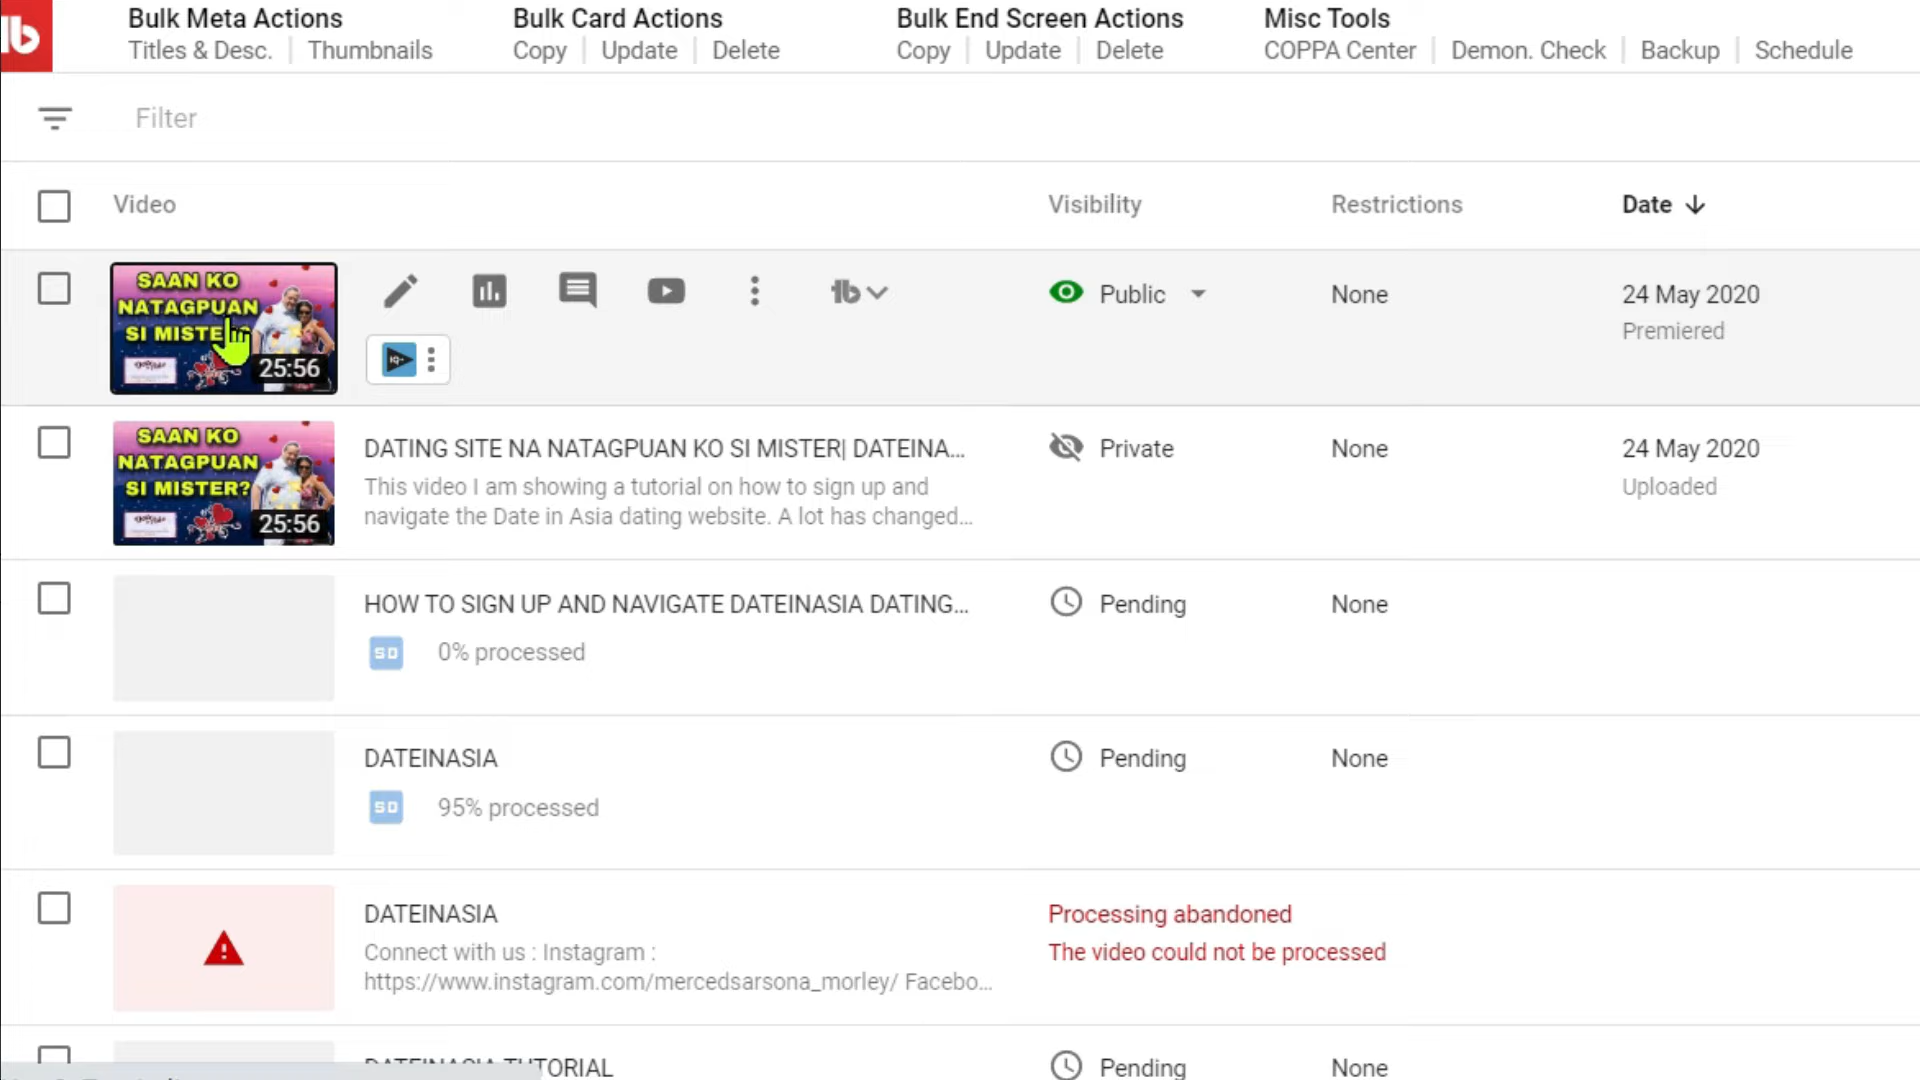 Bulk Meta Actions
Titles & Desc. Thumbnails
Bulk Card Actions
Copy Update Delete
Bulk End Screen Actions
Copy Update Delete
Misc Tools
COPPA Center Demon. Check Backup Schedule
Filter
Video Visibility Restrictions Date
SAAN KO
NATAGPUAN
SI MISTER?
25:56
Public None 24 May 2020
Premiered
SAAN KO
NATAGPUAN
SI MISTER?
25:56
DATING SITE NA NATAGPUAN KO SI MISTER| DATEINA...
This video I am showing a tutorial on how to sign up and
navigate the Date in Asia dating website. A lot has changed...
Private None 24 May 2020
Uploaded
HOW TO SIGN UP AND NAVIGATE DATEINASIA DATING...
SD 0% processed
Pending None
DATEINASIA
SD 95% processed
Pending None
DATEINASIA
Connect with us : Instagram :
https://www.instagram.com/mercedsarsona_morley/ Facebo...
Processing abandoned
The video could not be processed
DATEINASIA TUTORIAL
Pending None